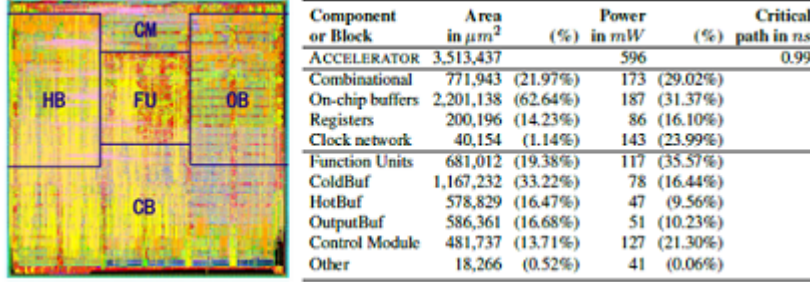 CM
HB FU OB
CB
Component Area Power Critical
or Block in μm² (%) in mW (%) path in ns
ACCELERATOR 3,513,437 596 0.99
Combinational 771,943 (21.97%) 173 (29.02%)
On-chip buffers 2,201,138 (62.64%) 187 (31.37%)
Registers 200,196 (14.23%) 86 (16.10%)
Clock network 40,154 (1.14%) 143 (23.99%)
Function Units 681,012 (19.38%) 117 (35.57%)
ColdBuf 1,167,232 (33.22%) 78 (16.44%)
HotBuf 578,829 (16.47%) 47 (9.56%)
OutputBuf 586,361 (16.68%) 51 (10.23%)
Control Module 481,737 (13.71%) 127 (21.30%)
Other 18,266 (0.52%) 41 (0.06%)